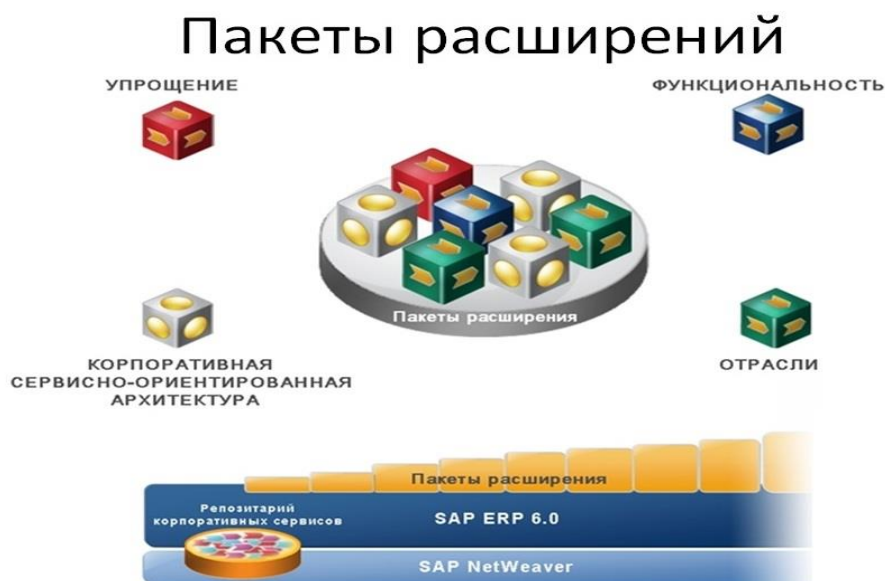 Пакеты расширений
УПРОЩЕНИЕ
ФУНКЦИОНАЛЬНОСТЬ
Пакеты расширения
КОРПОРАТИВНАЯ
СЕРВИСНО-ОРИЕНТИРОВАННАЯ
АРХИТЕКТУРА
ОТРАСЛИ
Пакеты расширения
Репозитарий
корпоративных сервисов
SAP ERP 6.0
SAP NetWeaver